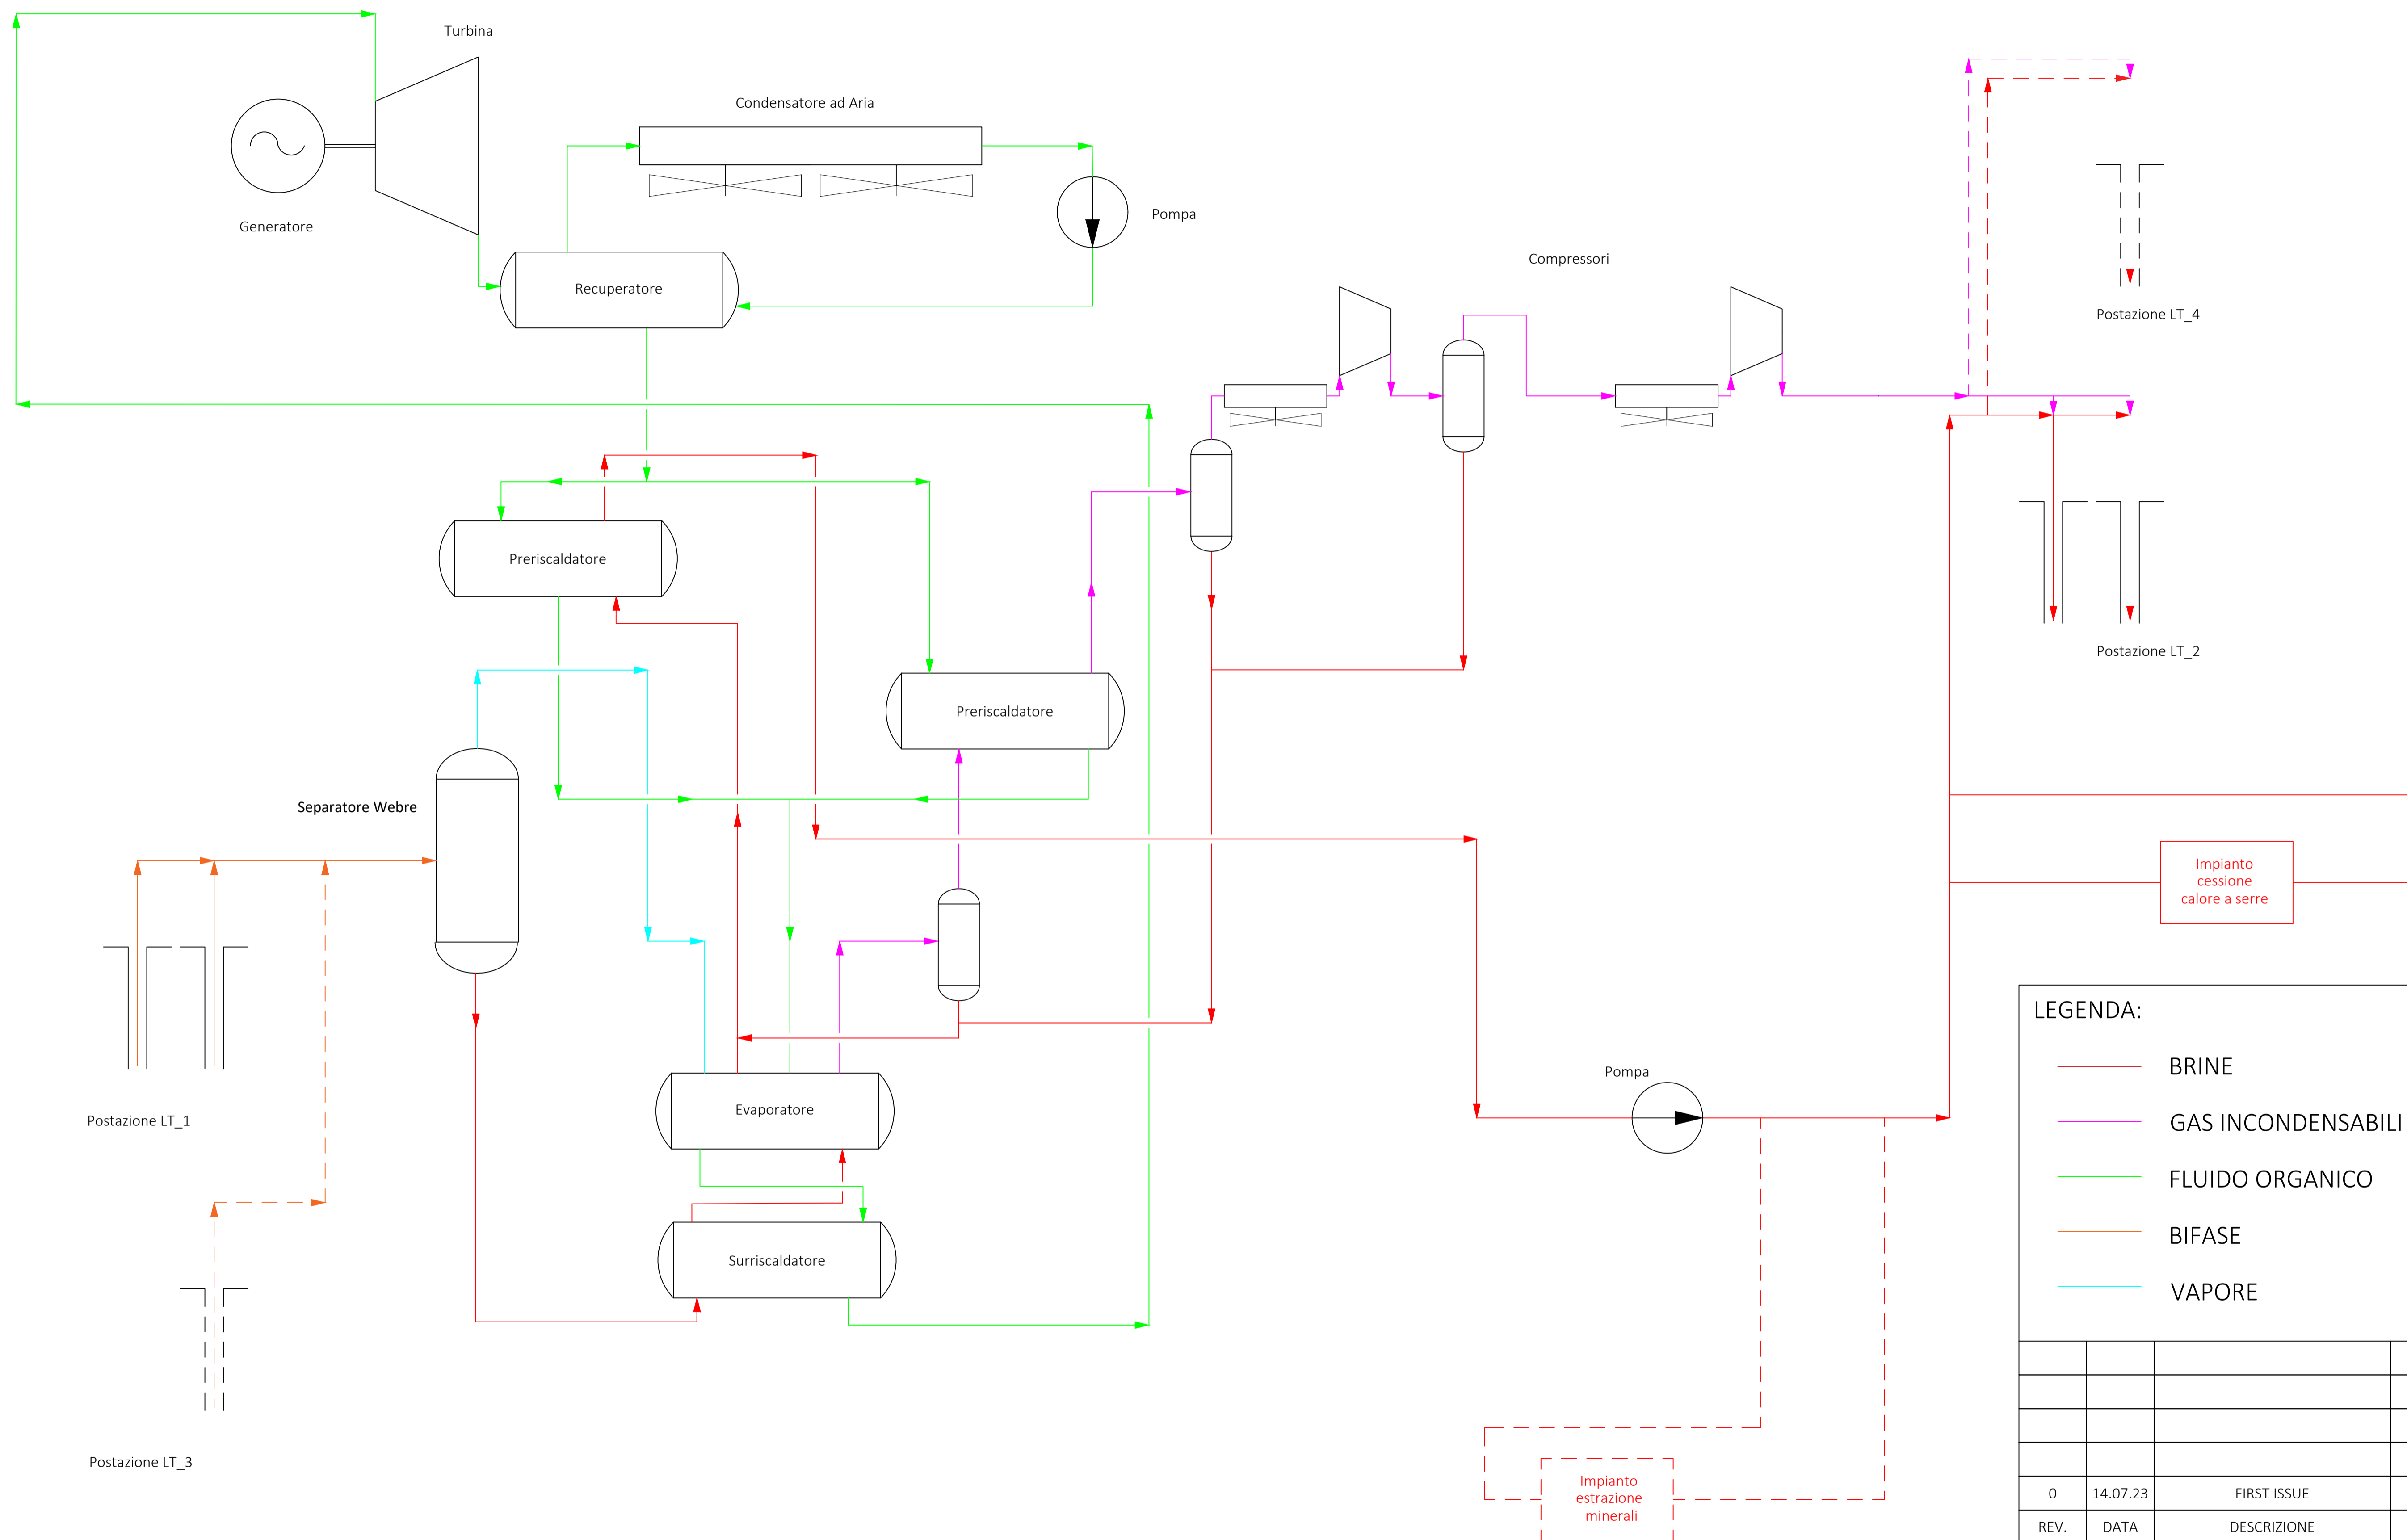 Turbina
Condensatore ad Aria
Generatore
Pompa
Recuperatore
Compressori
Postazione LT_4
Preriscaldatore
Postazione LT_2
Preriscaldatore
Separatore Webre
Impianto
cessione
calore a serre
Postazione LT_1
Evaporatore
Pompa
Surriscaldatore
Postazione LT_3
Impianto
estrazione
minerali
LEGENDA:
BRINE
GAS INCONDENSABILI
FLUIDO ORGANICO
BIFASE
VAPORE
0 14.07.23 FIRST ISSUE
REV. DATA DESCRIZIONE